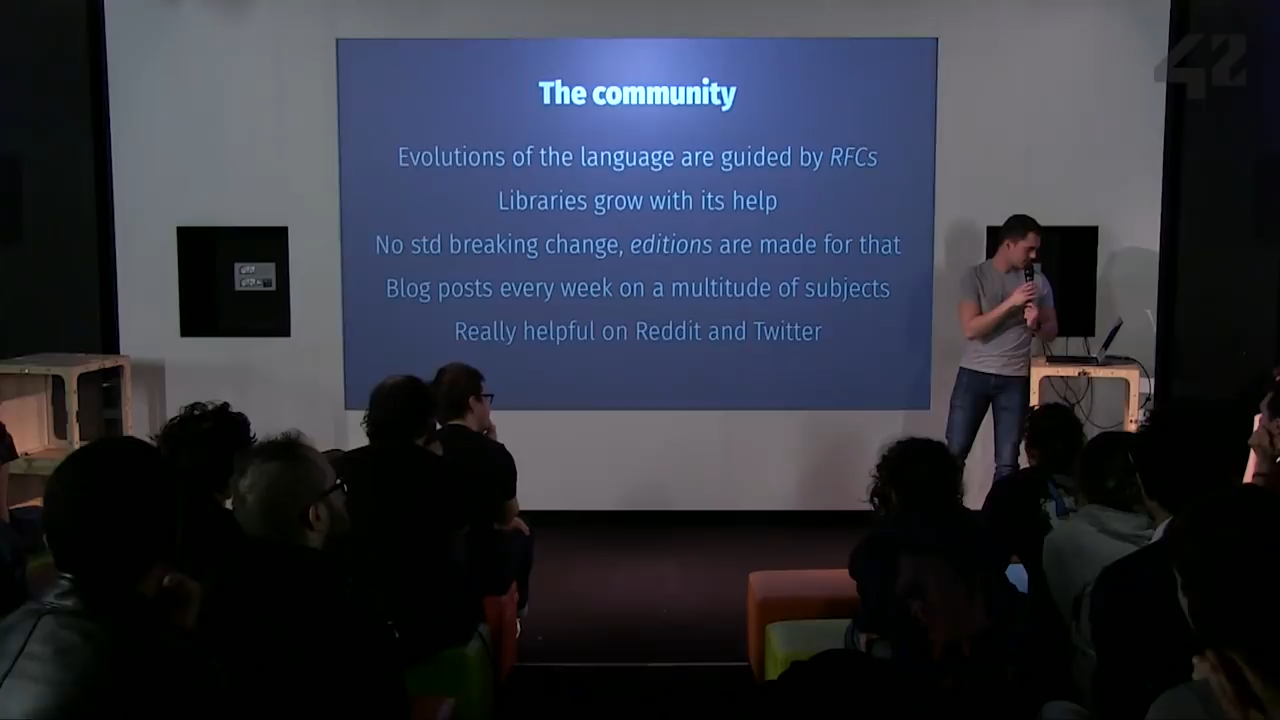 42
The community
Evolutions of the language are guided by RFCs
Libraries grow with its help
No std breaking change, editions are made for that
Blog posts every week on a multitude of subjects
Really helpful on Reddit and Twitter